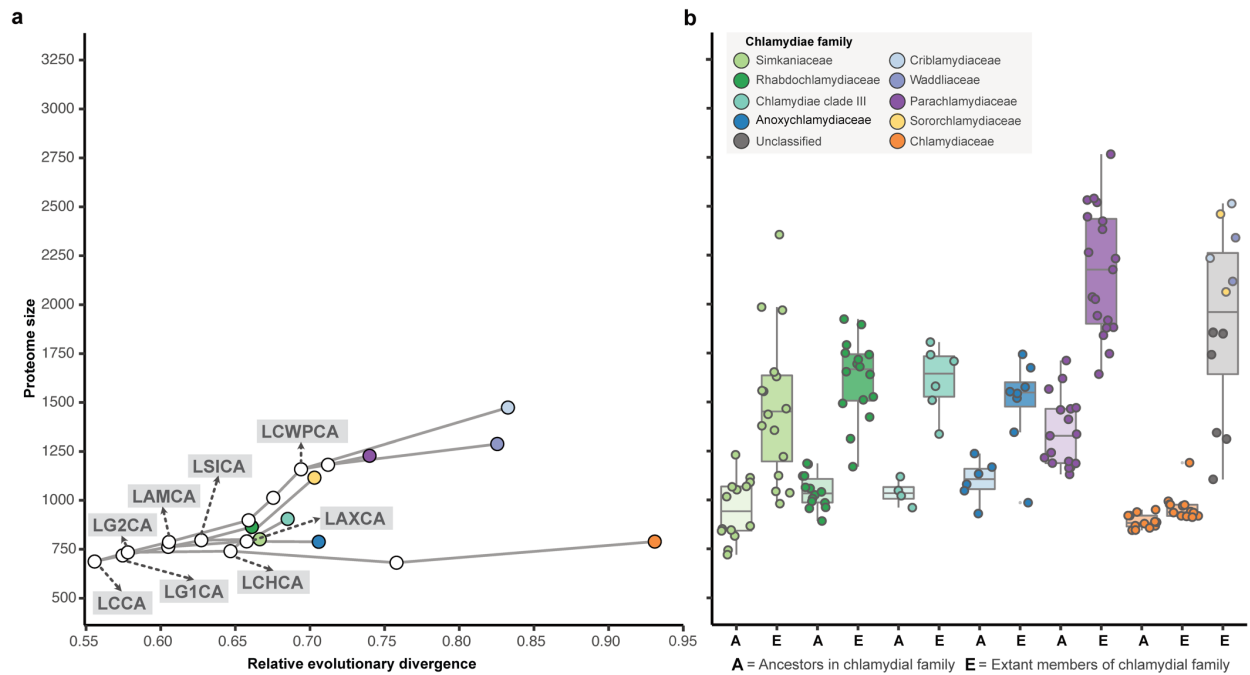 a
Proteome size
3250
3000
2750
2500
2250
2000
1750
1500
1250
1000
750
500
LCWPCA
LSICA
LAMCA
LAXCA
LG2CA
LCHCA
LG1CA
LCCA
0.55 0.60 0.65 0.70 0.75 0.80 0.85 0.90 0.95
Relative evolutionary divergence
b
Chlamydiae family
Simkaniaceae
Rhabdochlamydiaceae
Chlamydiae clade III
Anoxychlamydiaceae
Unclassified
Criblamydiaceae
Waddliaceae
Parachlamydiaceae
Sororchlamydiaceae
Chlamydiaceae
A E A E A E A E A E A E E
A = Ancestors in chlamydial family E = Extant members of chlamydial family